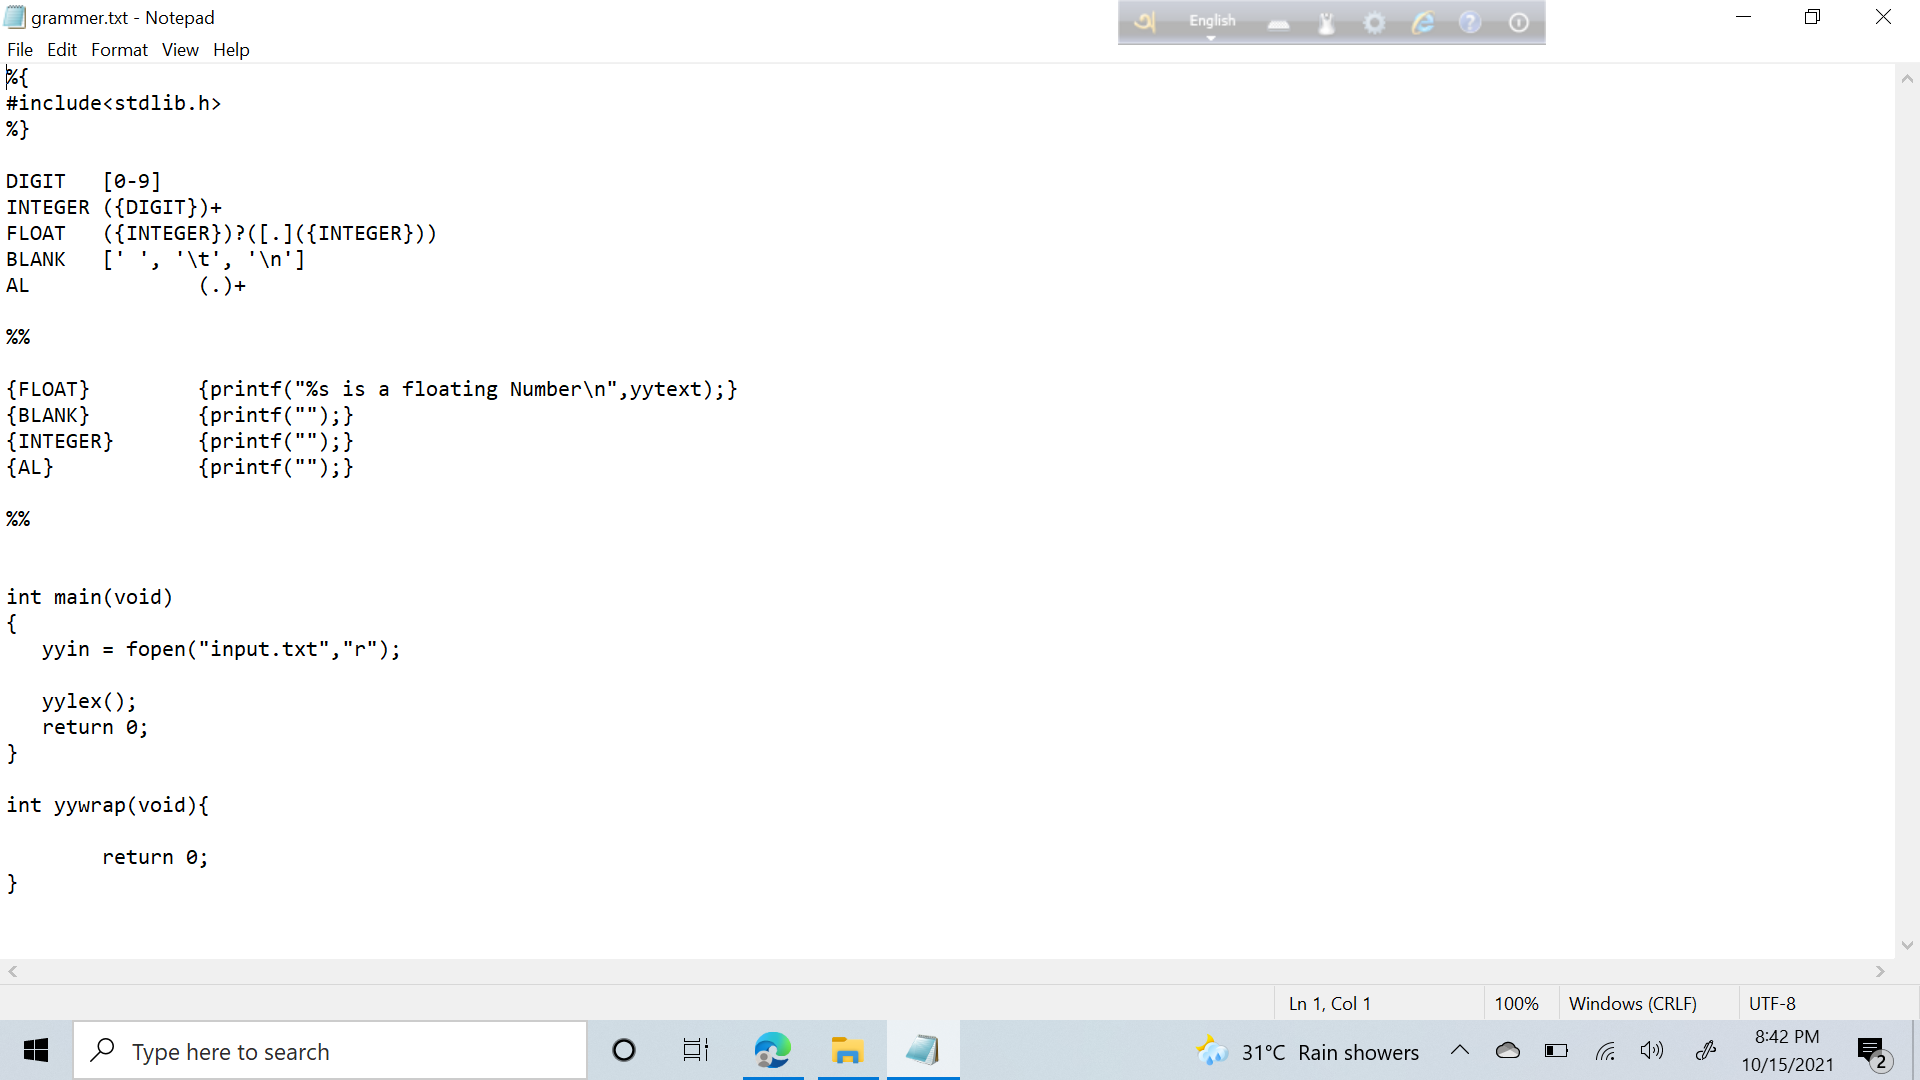 grammer.txt - Notepad
অ English
File Edit Format View Help
%{
#include<stdlib.h>
%}
DIGIT   [0-9]
INTEGER ({DIGIT})+
FLOAT   ({INTEGER})?([.]({INTEGER}))
BLANK   [' ', '\t', '\n']
AL              (.)+
%%
{FLOAT}         {printf("%s is a floating Number\n",yytext);}
{BLANK}         {printf("");}
{INTEGER}       {printf("");}
{AL}            {printf("");}
%%
int main(void)
{
   yyin = fopen("input.txt","r");
   yylex();
   return 0;
}
int yywrap(void){
        return 0;
}
Ln 1, Col 1 100% Windows (CRLF) UTF-8
Type here to search
31°C Rain showers
8:42 PM
10/15/2021
2